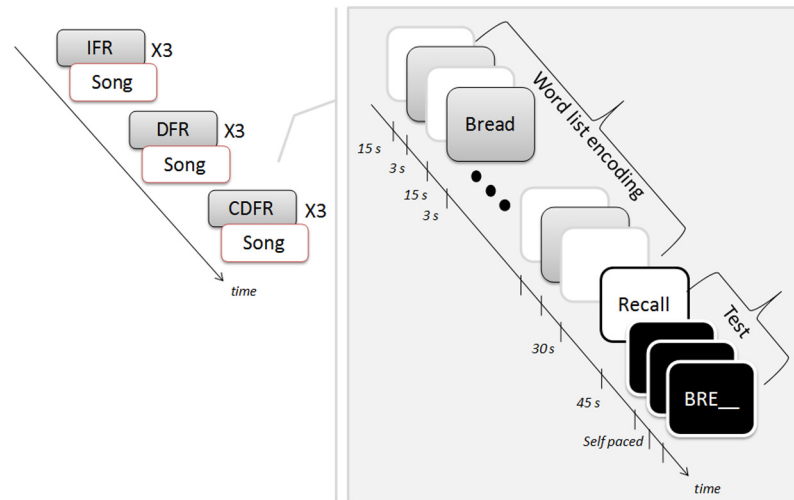 IFR X3
Song
DFR X3
Song
CDFR X3
Song
time
Word list encoding
Bread
15 s
3 s
15 s
3 s
Recall
Test
30 s
45 s
BRE__
Self paced
time